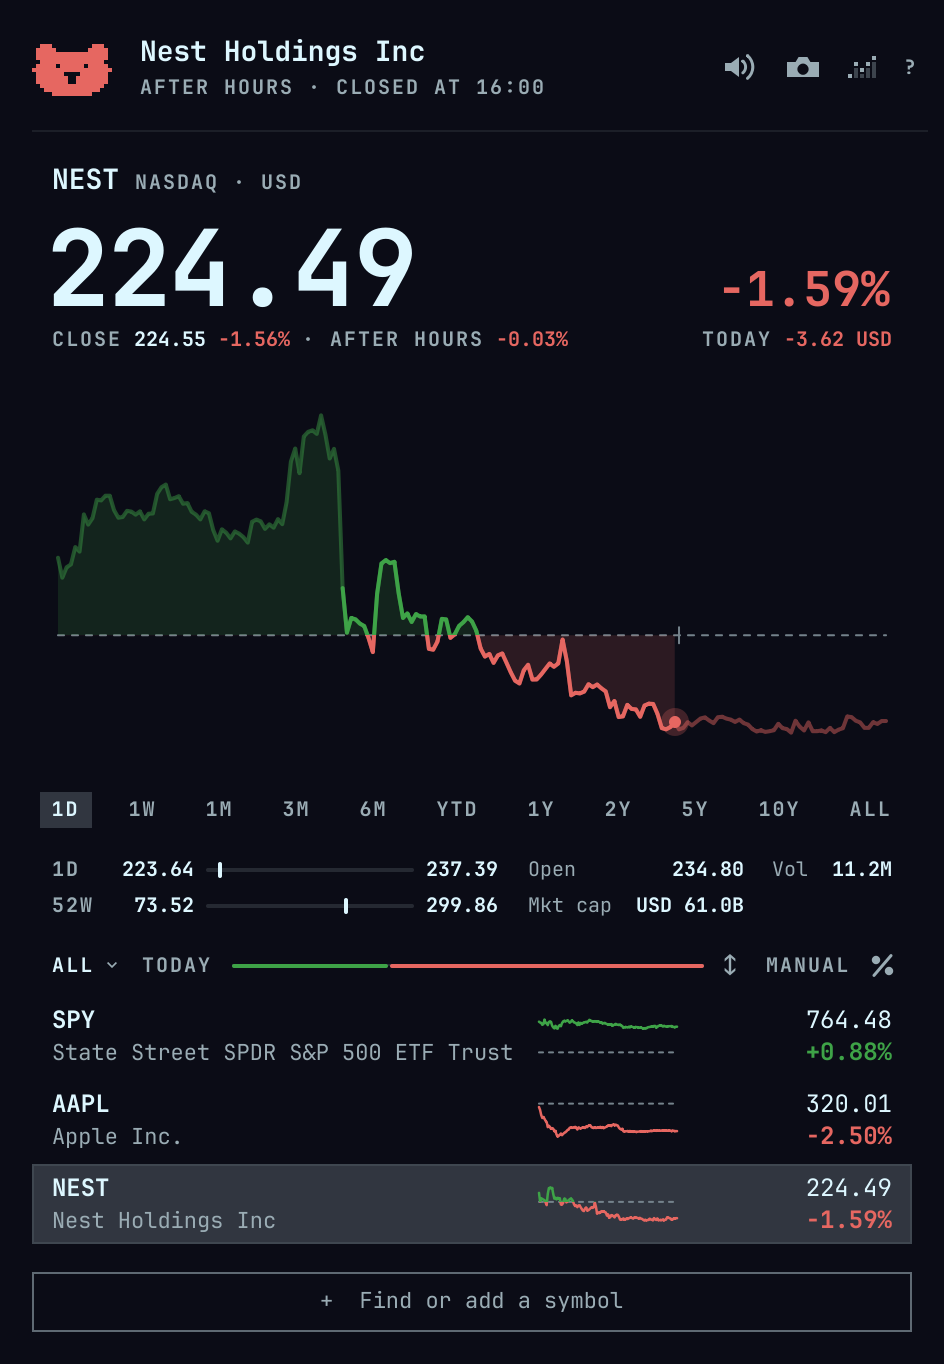 Nest Holdings Inc
AFTER HOURS · CLOSED AT 16:00
?
NEST NASDAQ · USD
224.49
-1.59%
CLOSE 224.55 -1.56% · AFTER HOURS -0.03%
TODAY -3.62 USD
1D 1W 1M 3M 6M YTD 1Y 2Y 5Y 10Y ALL
1D 223.64 237.39 Open 234.80 Vol 11.2M
52W 73.52 299.86 Mkt cap USD 61.0B
ALL TODAY MANUAL %
SPY 764.48
State Street SPDR S&P 500 ETF Trust +0.88%
AAPL 320.01
Apple Inc. -2.50%
NEST 224.49
Nest Holdings Inc -1.59%
+ Find or add a symbol